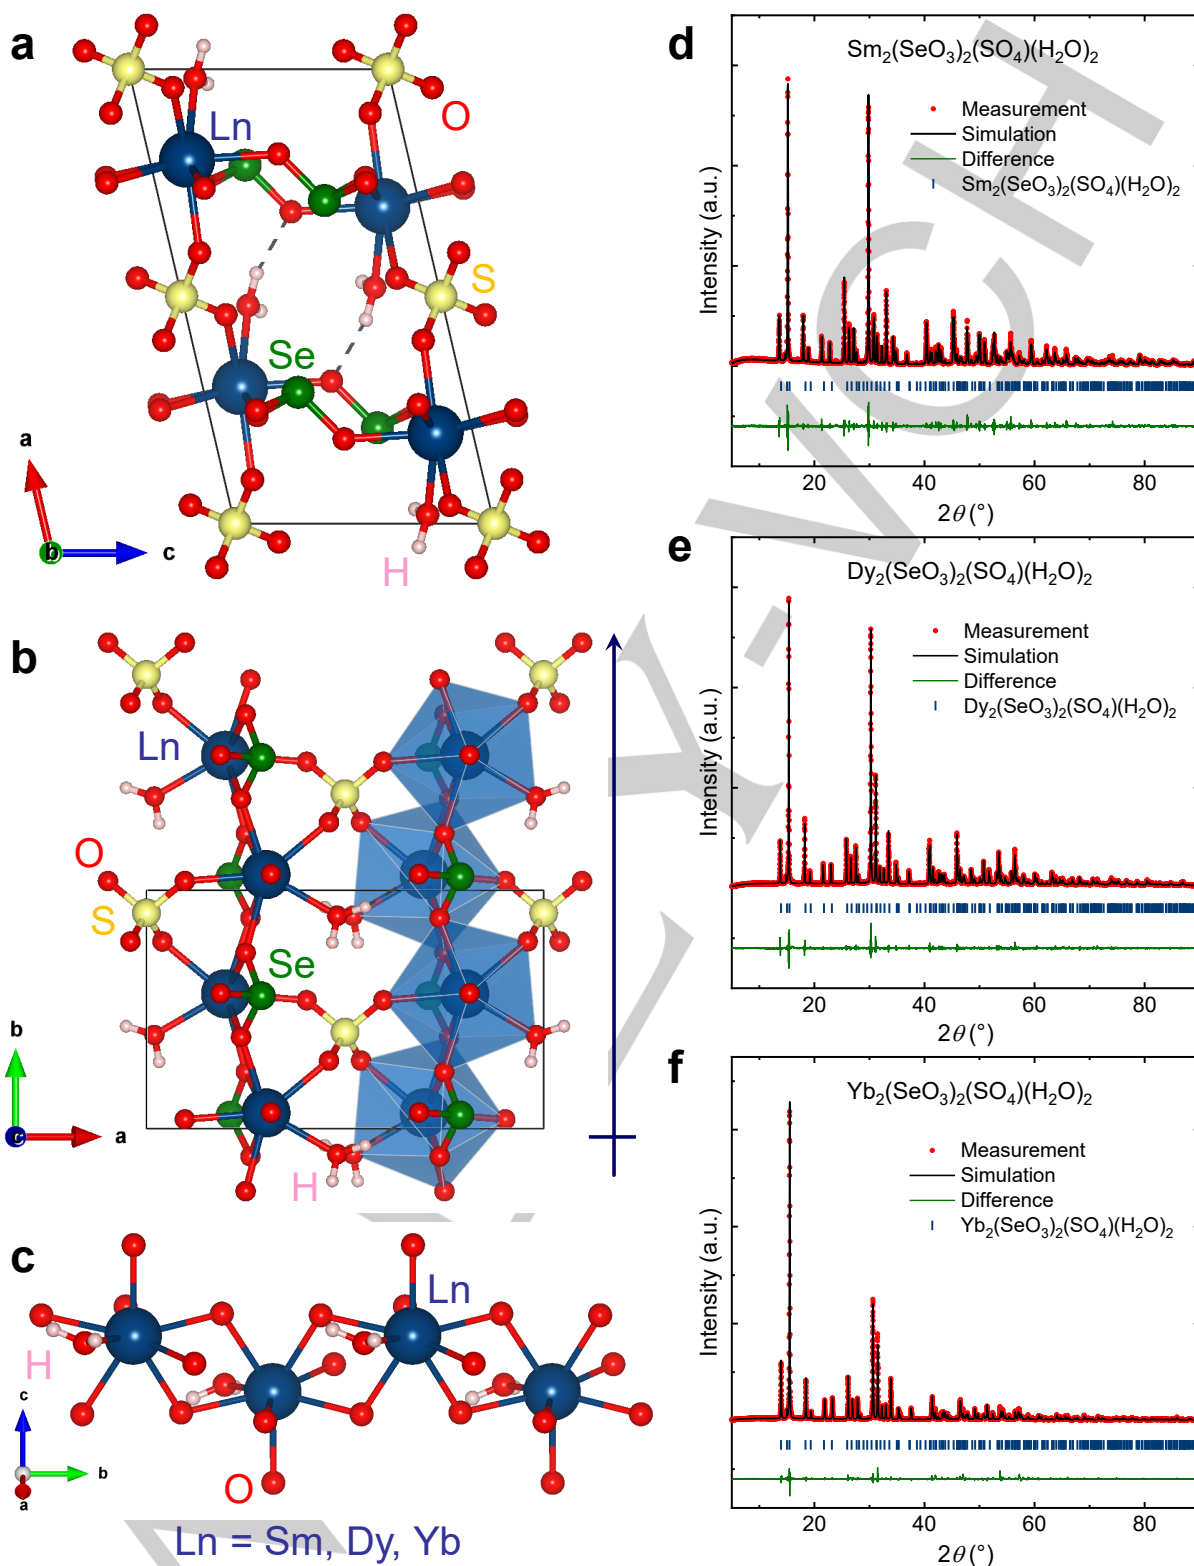 a
Ln
O
S
Se
H
a
b
c
b
Ln
O
S
Se
H
b
c
a
c
Ln
H
O
c
b
a
Ln = Sm, Dy, Yb
d
Sm₂(SeO₃)₂(SO₄)(H₂O)₂
Measurement
Simulation
Difference
Sm₂(SeO₃)₂(SO₄)(H₂O)₂
Intensity (a.u.)
20 40 60 80
2θ (°)
e
Dy₂(SeO₃)₂(SO₄)(H₂O)₂
Measurement
Simulation
Difference
Dy₂(SeO₃)₂(SO₄)(H₂O)₂
Intensity (a.u.)
20 40 60 80
2θ (°)
f
Yb₂(SeO₃)₂(SO₄)(H₂O)₂
Measurement
Simulation
Difference
Yb₂(SeO₃)₂(SO₄)(H₂O)₂
Intensity (a.u.)
20 40 60 80
2θ (°)
Y-VCH